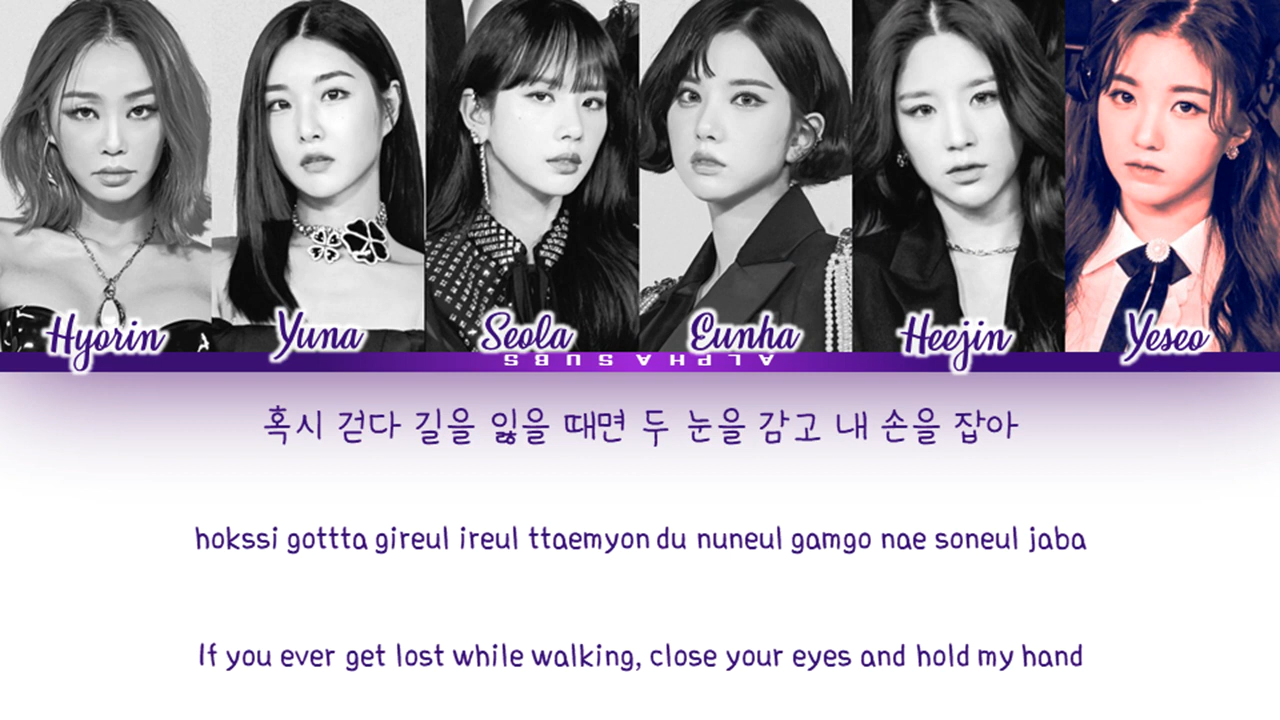 Hyorin Yuna Seola Eunha Heejin Yeseo
ALPHA SUBS
혹시 걷다 길을 잃을 때면 두 눈을 감고 내 손을 잡아
hokssi gottta gireul ireul ttaemyon du nuneul gamgo nae soneul jaba
If you ever get lost while walking, close your eyes and hold my hand